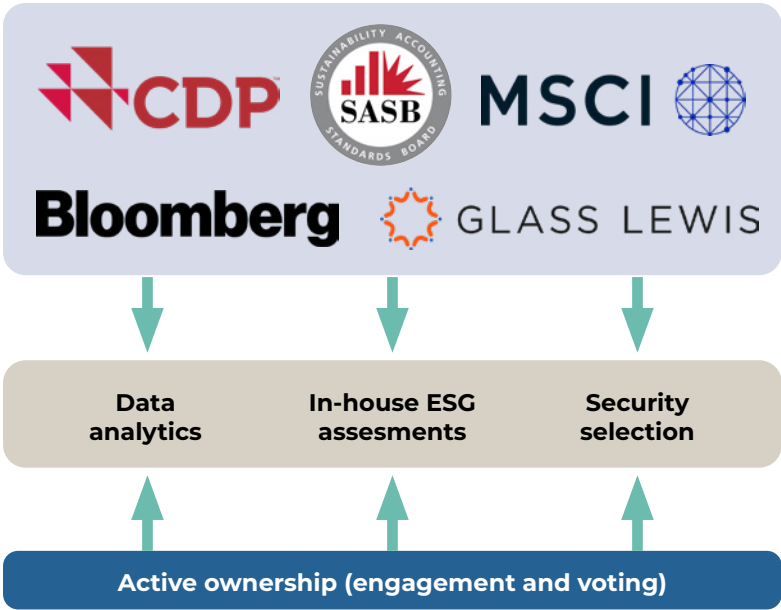 CDP™
SUSTAINABILITY ACCOUNTING
SASB
STANDARDS BOARD
MSCI
Bloomberg
GLASS LEWIS
Data
analytics
In-house ESG
assesments
Security
selection
Active ownership (engagement and voting)